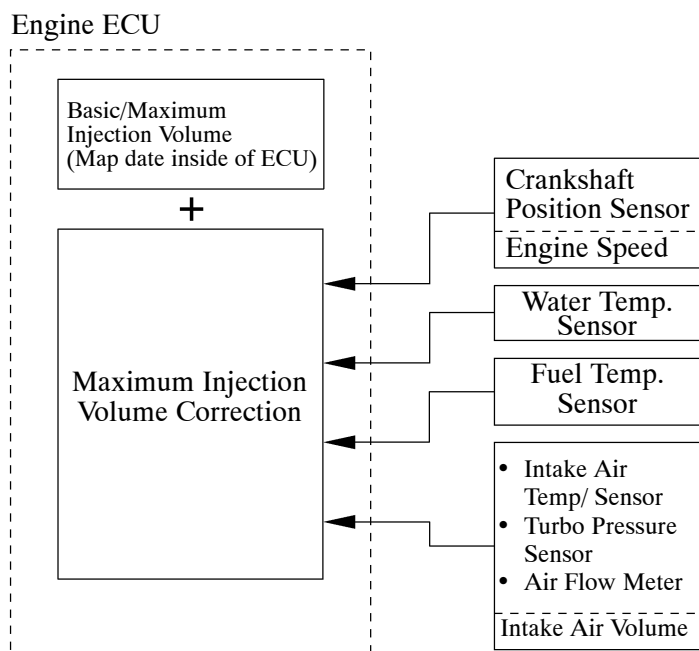 Engine ECU
Basic/Maximum
Injection Volume
(Map date inside of ECU)
+
Maximum Injection
Volume Correction
Crankshaft
Position Sensor
Engine Speed
Water Temp.
Sensor
Fuel Temp.
Sensor
• Intake Air
Temp/ Sensor
• Turbo Pressure
Sensor
• Air Flow Meter
Intake Air Volume